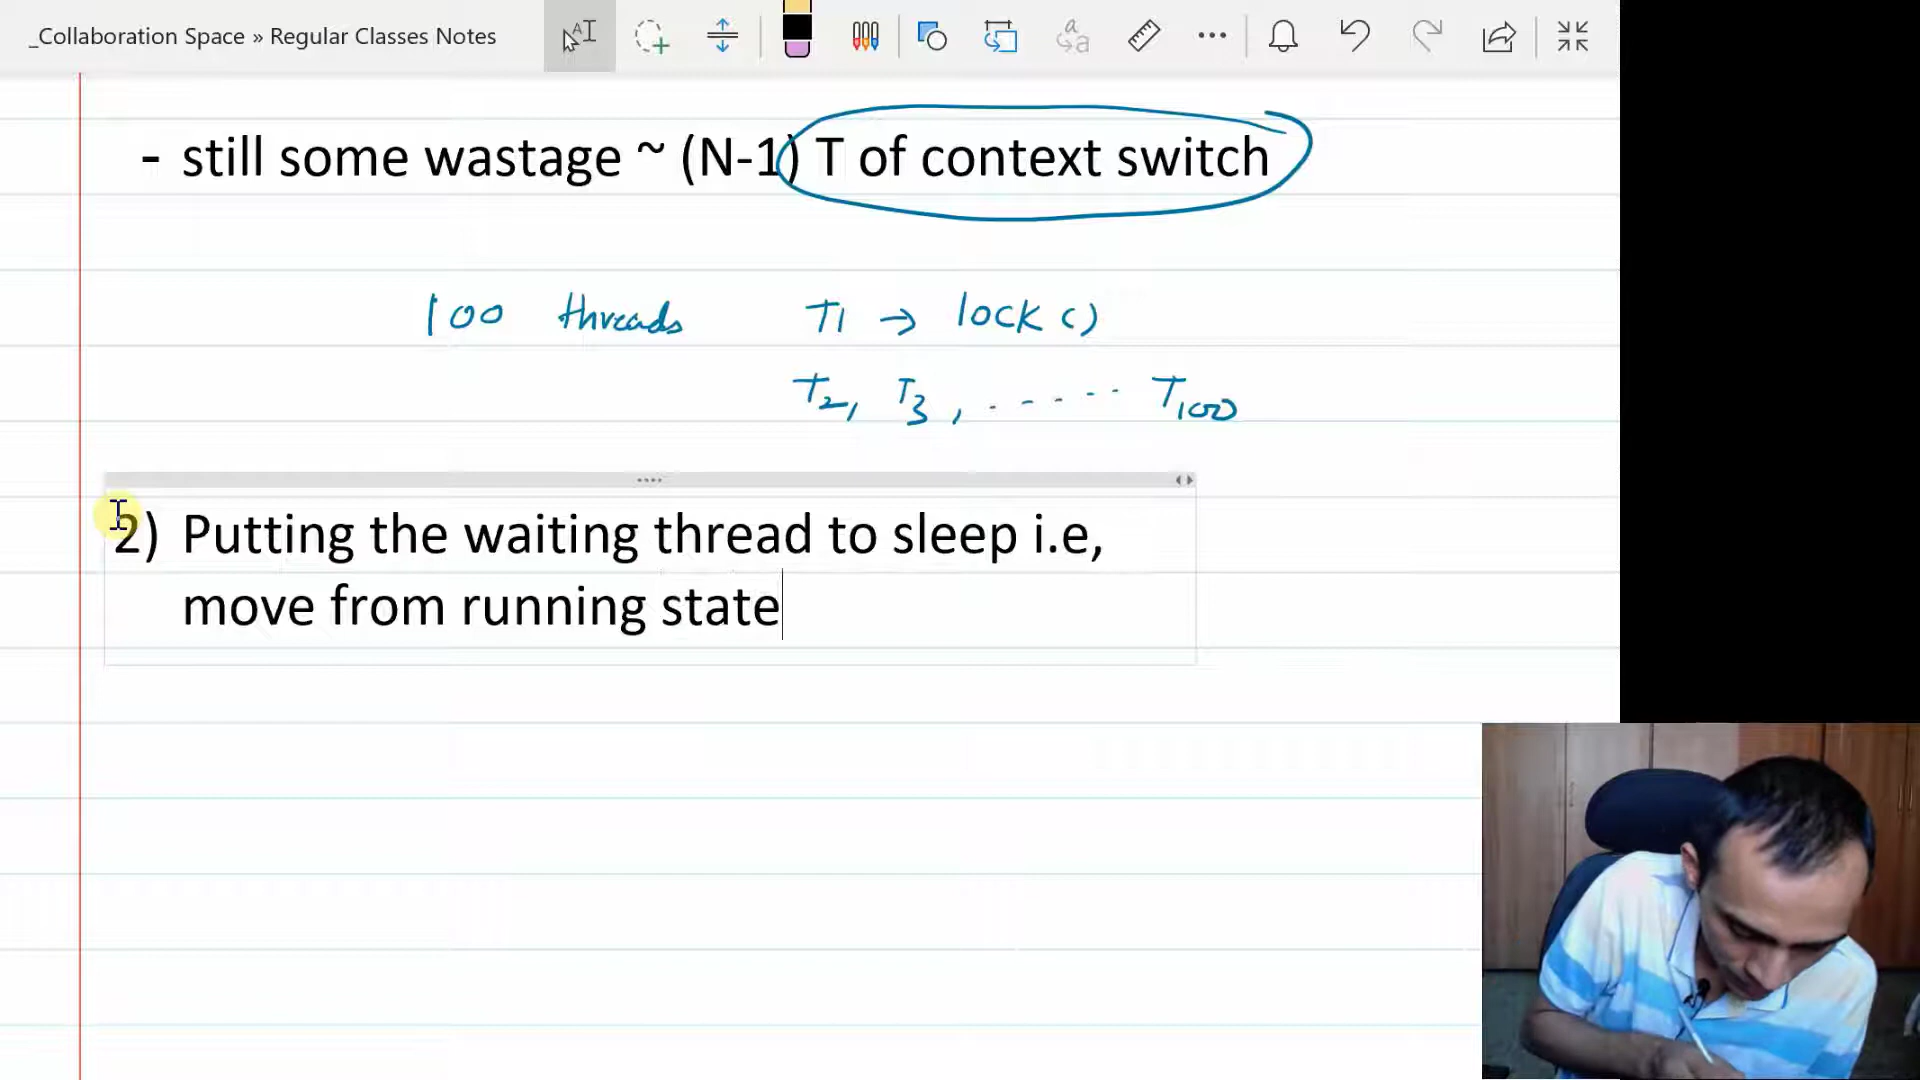 _Collaboration Space » Regular Classes Notes
- still some wastage ~ (N-1) T of context switch
100 threads T1 → lock ()
T2, T3, ..... T100
2) Putting the waiting thread to sleep i.e,
move from running state